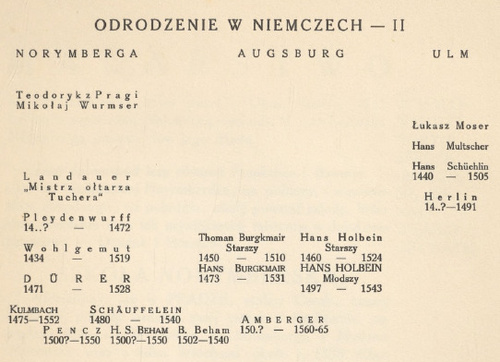 ODRODZENIE W NIEMCZECH — II
NORYMBERGA AUGSBURG ULM
Teodoryk z Pragi
Mikołaj Wurmser
Łukasz Moser
Hans Multscher
Hans Schüchlin
1440 — 1505
Landauer
„Mistrz ołtarza
Tuchera"
Herlin
14..?—1491
Pleydenwurff
14..? — 1472
Wohlgemut
1434 — 1519
Thoman Burgkmair Hans Holbein
Starszy Starszy
1450 — 1510 1460 — 1524
HANS BURGKMAIR HANS HOLBEIN
1473 — 1531 Młodszy
1497 — 1543
DÜRER
1471 — 1528
KULMBACH SCHÄUFFELEIN
1475—1552 1480 — 1540
AMBERGER
150.? — 1560-65
PENCZ H. S. BEHAM B. Beham
1500?—1550 1500?—1550 1502—1540